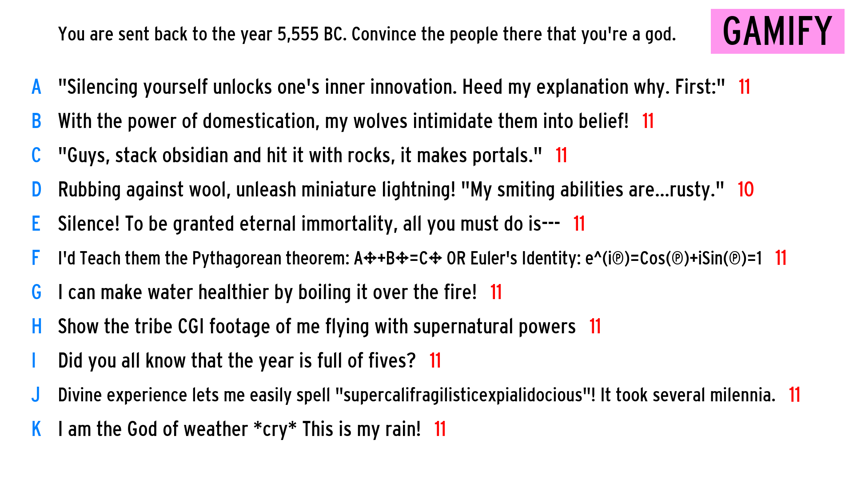 You are sent back to the year 5,555 BC. Convince the people there that you're a god.
GAMIFY
A "Silencing yourself unlocks one's inner innovation. Heed my explanation why. First:" 11
B With the power of domestication, my wolves intimidate them into belief! 11
C "Guys, stack obsidian and hit it with rocks, it makes portals." 11
D Rubbing against wool, unleash miniature lightning! "My smiting abilities are...rusty." 10
E Silence! To be granted eternal immortality, all you must do is--- 11
F I'd Teach them the Pythagorean theorem: A✢+B✢=C✢ OR Euler's Identity: e^(i℗)=Cos(℗)+iSin(℗)=1 11
G I can make water healthier by boiling it over the fire! 11
H Show the tribe CGI footage of me flying with supernatural powers 11
I Did you all know that the year is full of fives? 11
J Divine experience lets me easily spell "supercalifragilisticexpialidocious"! It took several milennia. 11
K I am the God of weather *cry* This is my rain! 11